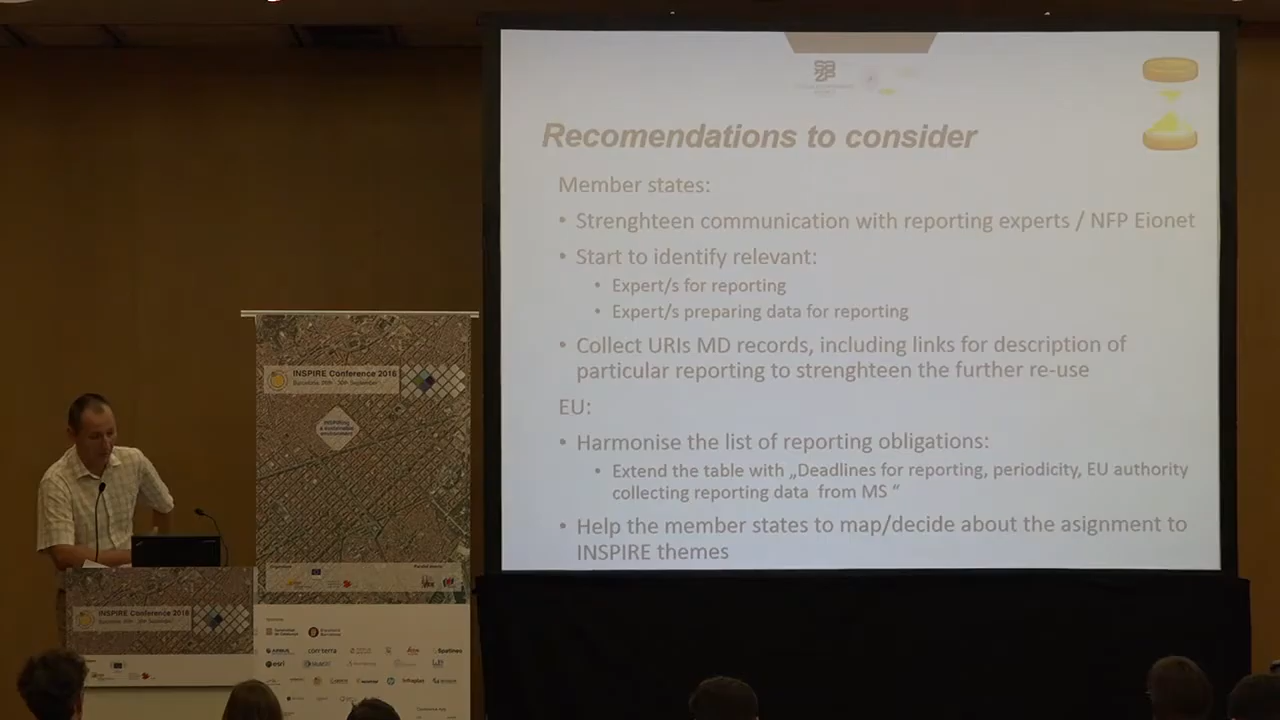 Recomendations to consider
Member states:
• Strenghteen communication with reporting experts / NFP Eionet
• Start to identify relevant:
• Expert/s for reporting
• Expert/s preparing data for reporting
• Collect URIs MD records, including links for description of
particular reporting to strenghteen the further re-use
EU:
• Harmonise the list of reporting obligations:
• Extend the table with „Deadlines for reporting, periodicity, EU authority
collecting reporting data from MS “
• Help the member states to map/decide about the asignment to
INSPIRE themes
INSPIRE Conference 2016
INSPIRE Conference 2016
esri